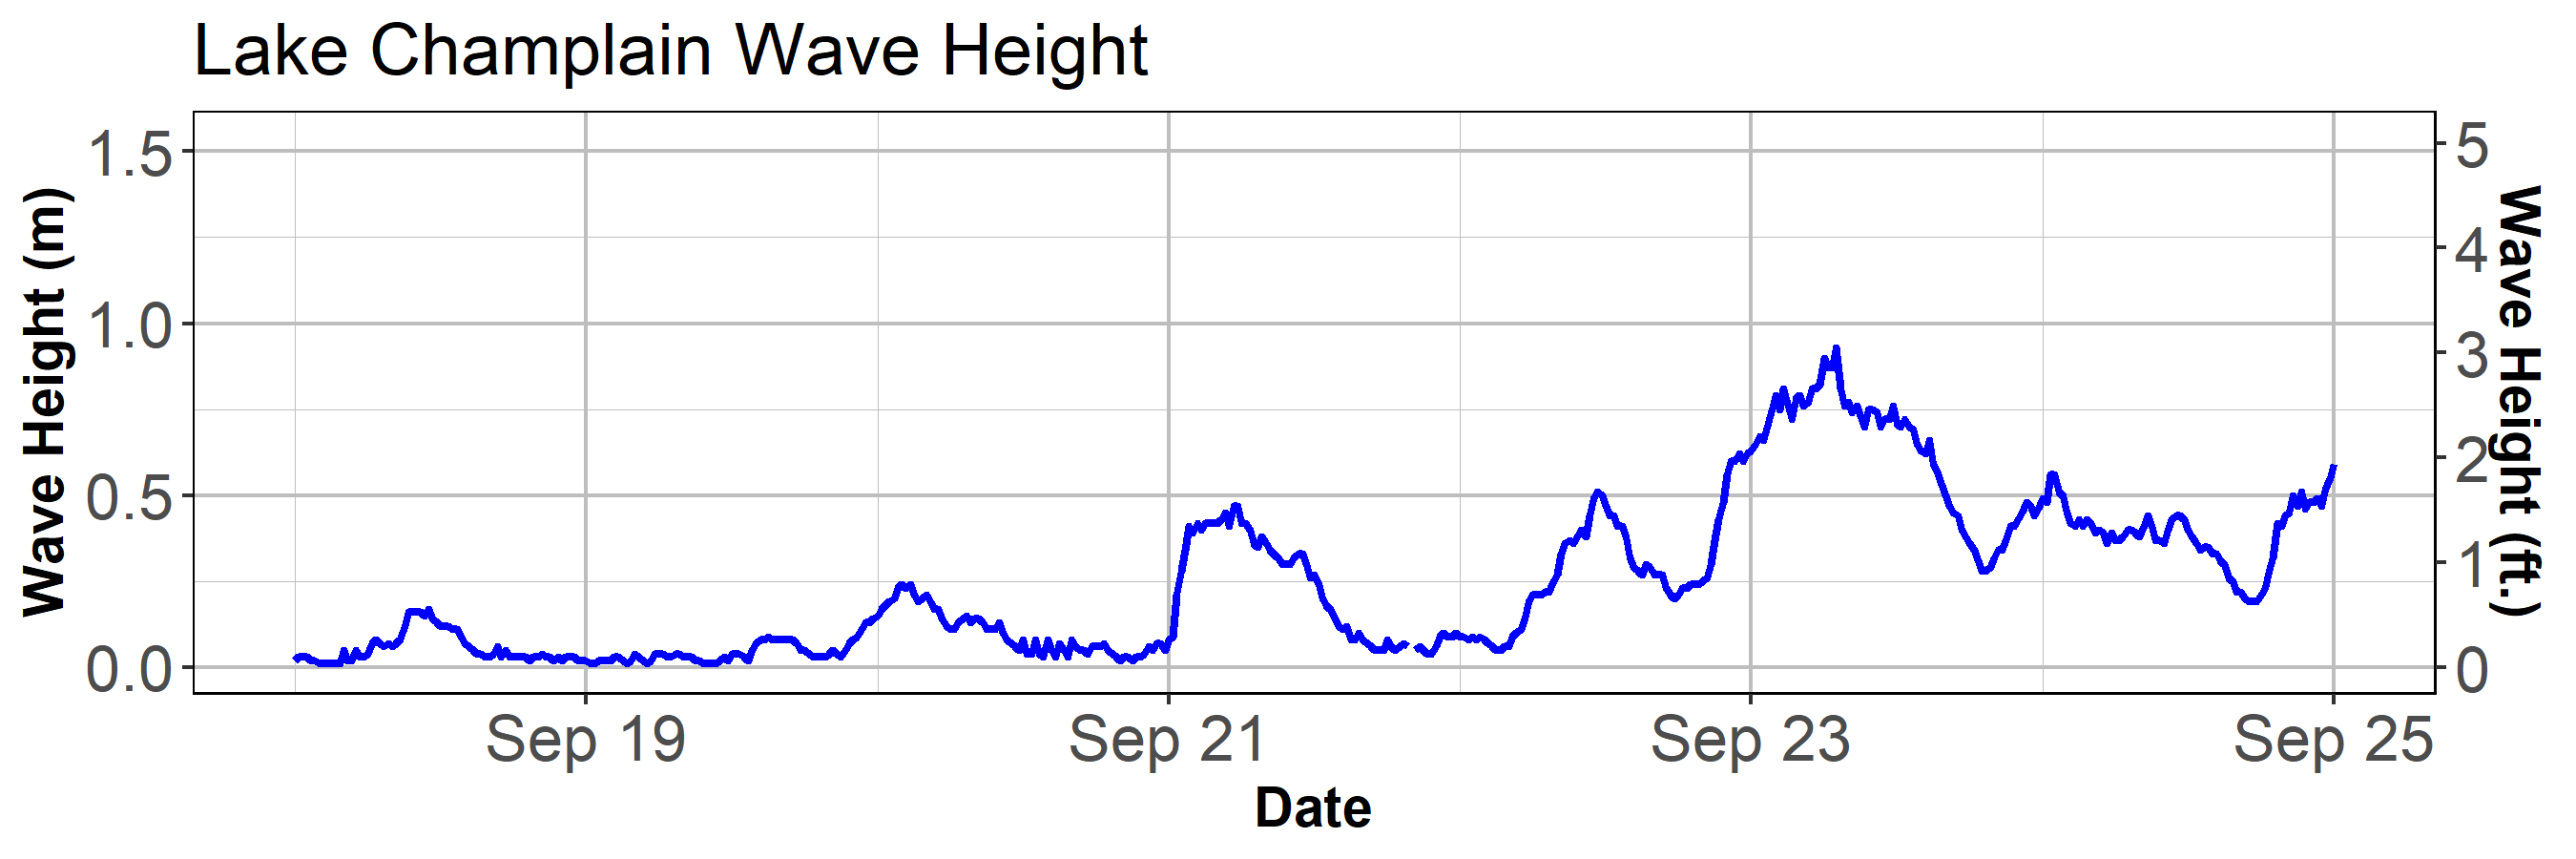 Lake Champlain Wave Height
Wave Height (m)
1.5
1.0
0.5
0.0
5
4
3
2
1
0
Wave Height (ft.)
Sep 19
Sep 21
Sep 23
Sep 25
Date